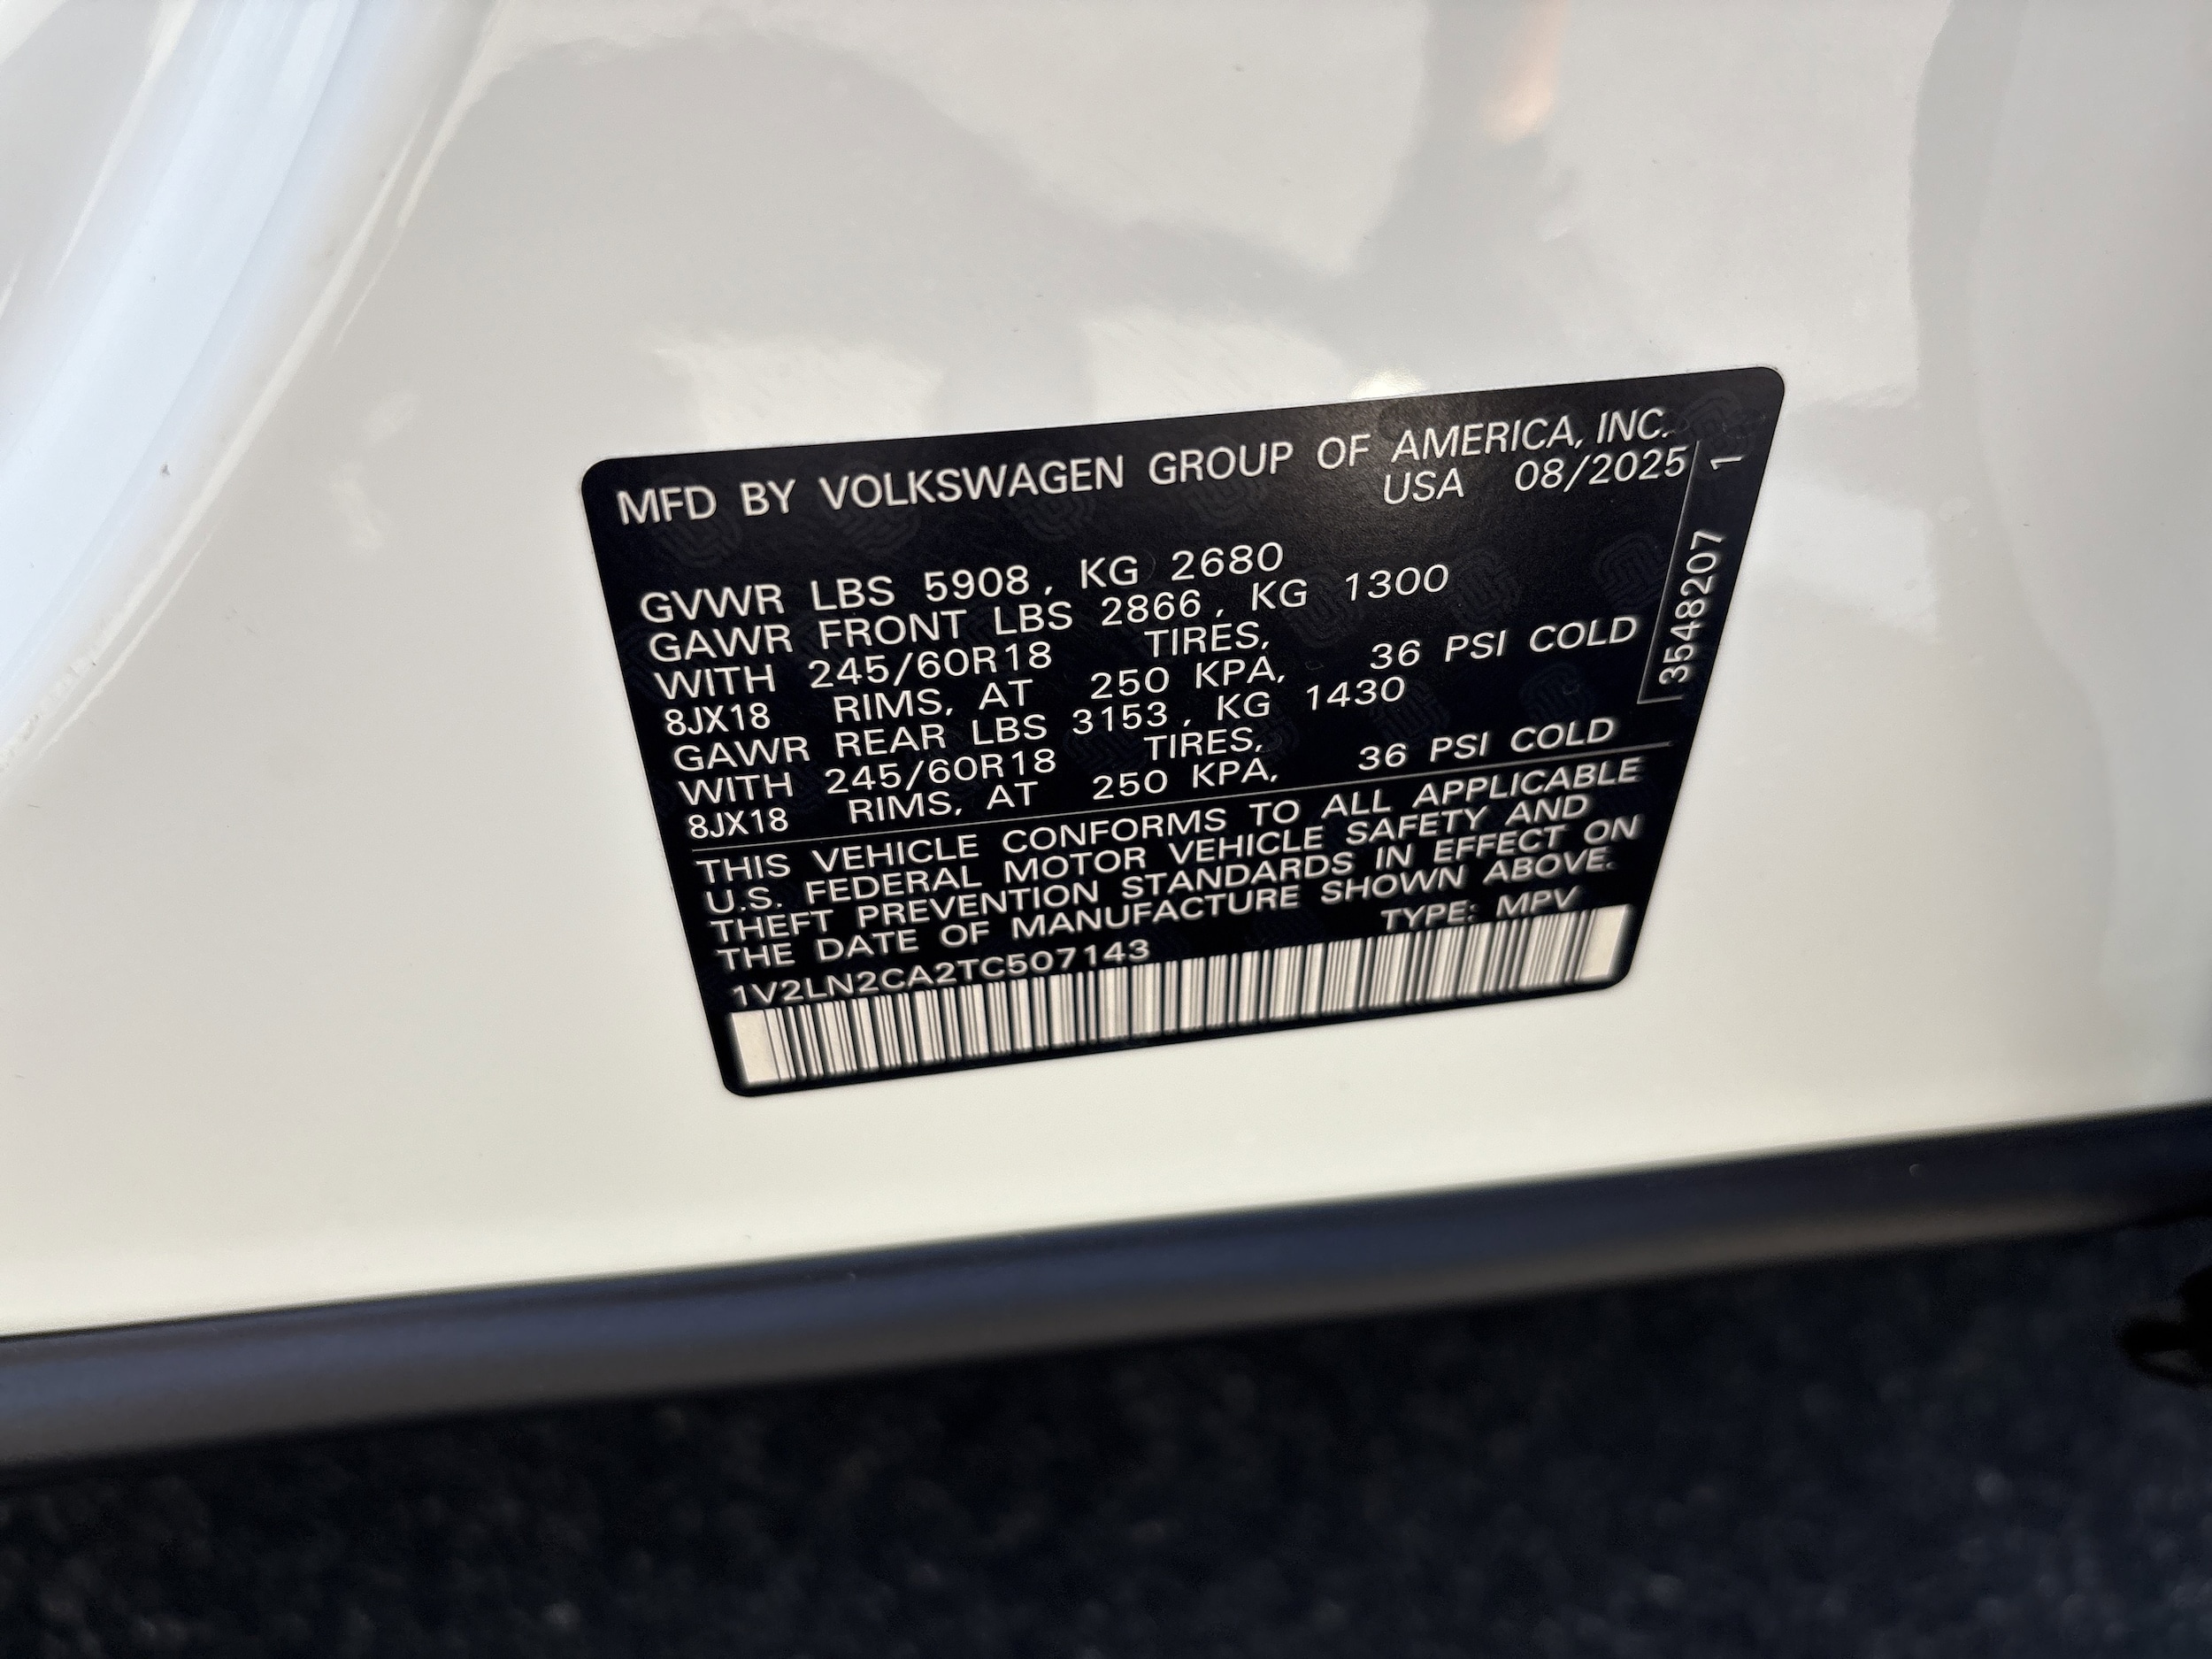 MFD BY VOLKSWAGEN GROUP OF AMERICA, INC.
USA 08/2025
GVWR LBS 5908, KG 2680
GAWR FRONT LBS 2866, KG 1300
WITH 245/60R18 TIRES,
8JX18 RIMS, AT 250 KPA, 36 PSI COLD
GAWR REAR LBS 3153, KG 1430
WITH 245/60R18 TIRES,
8JX18 RIMS, AT 250 KPA, 36 PSI COLD
THIS VEHICLE CONFORMS TO ALL APPLICABLE
U.S. FEDERAL MOTOR VEHICLE SAFETY AND
THEFT PREVENTION STANDARDS IN EFFECT ON
THE DATE OF MANUFACTURE SHOWN ABOVE.
1V2LN2CA2TC507143 TYPE: MPV
3548207 1